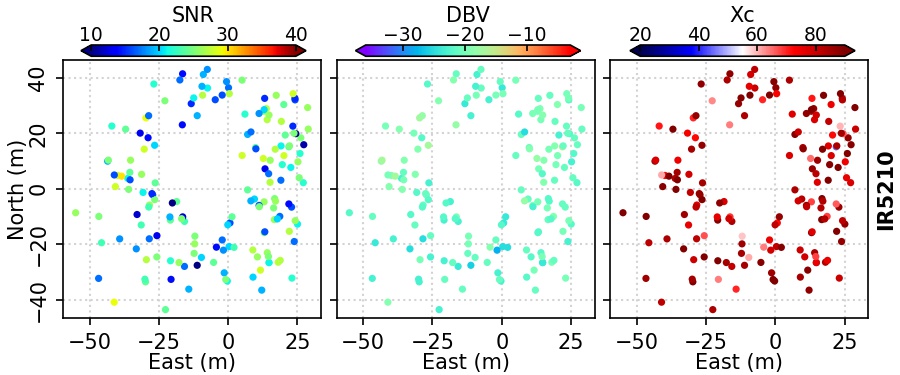 SNR DBV Xc
10 20 30 40 −30 −20 −10 20 40 60 80
40
20
0
−20
−40
North (m)
−50 −25 0 25 −50 −25 0 25 −50 −25 0 25
East (m) East (m) East (m)
IR5210